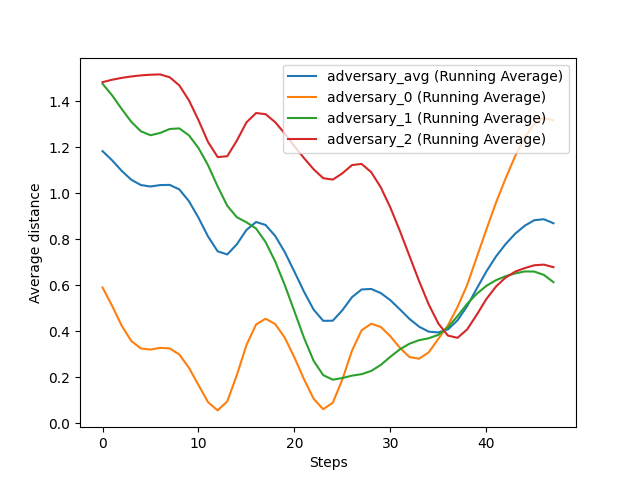 adversary_avg (Running Average)
adversary_0 (Running Average)
adversary_1 (Running Average)
adversary_2 (Running Average)
Average distance
1.4
1.2
1.0
0.8
0.6
0.4
0.2
0.0
0
10
20
30
40
Steps